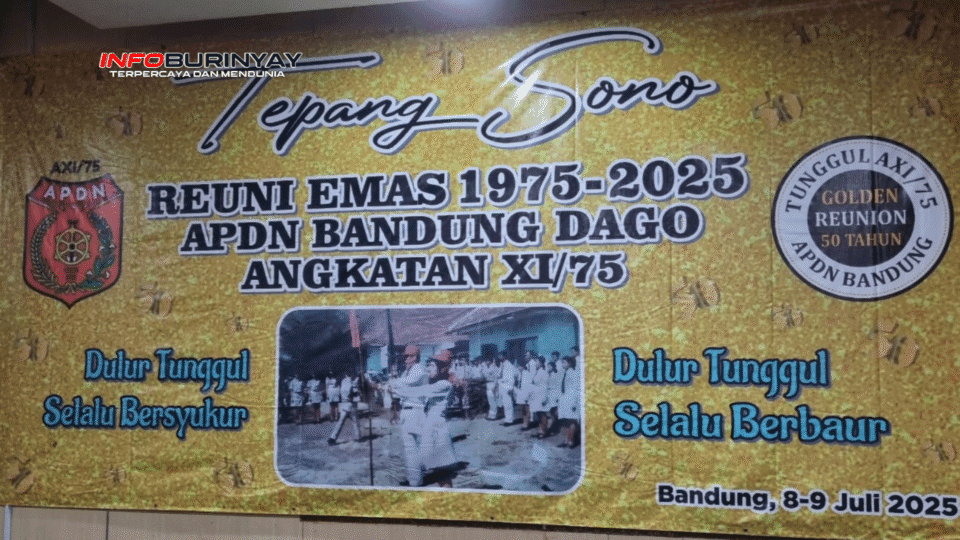 INFOBURINYAY
TERPERCAYA DAN MENDUNIA
Tepang Sono
AXI/75
APDN
REUNI EMAS 1975-2025
APDN BANDUNG DAGO
ANGKATAN XI/75
TUNGGUL AXI/75
GOLDEN
REUNION
50 TAHUN
APDN BANDUNG
Dulur Tunggul
Selalu Bersyukur
Dulur Tunggul
Selalu Berbaur
Bandung, 8-9 Juli 2025